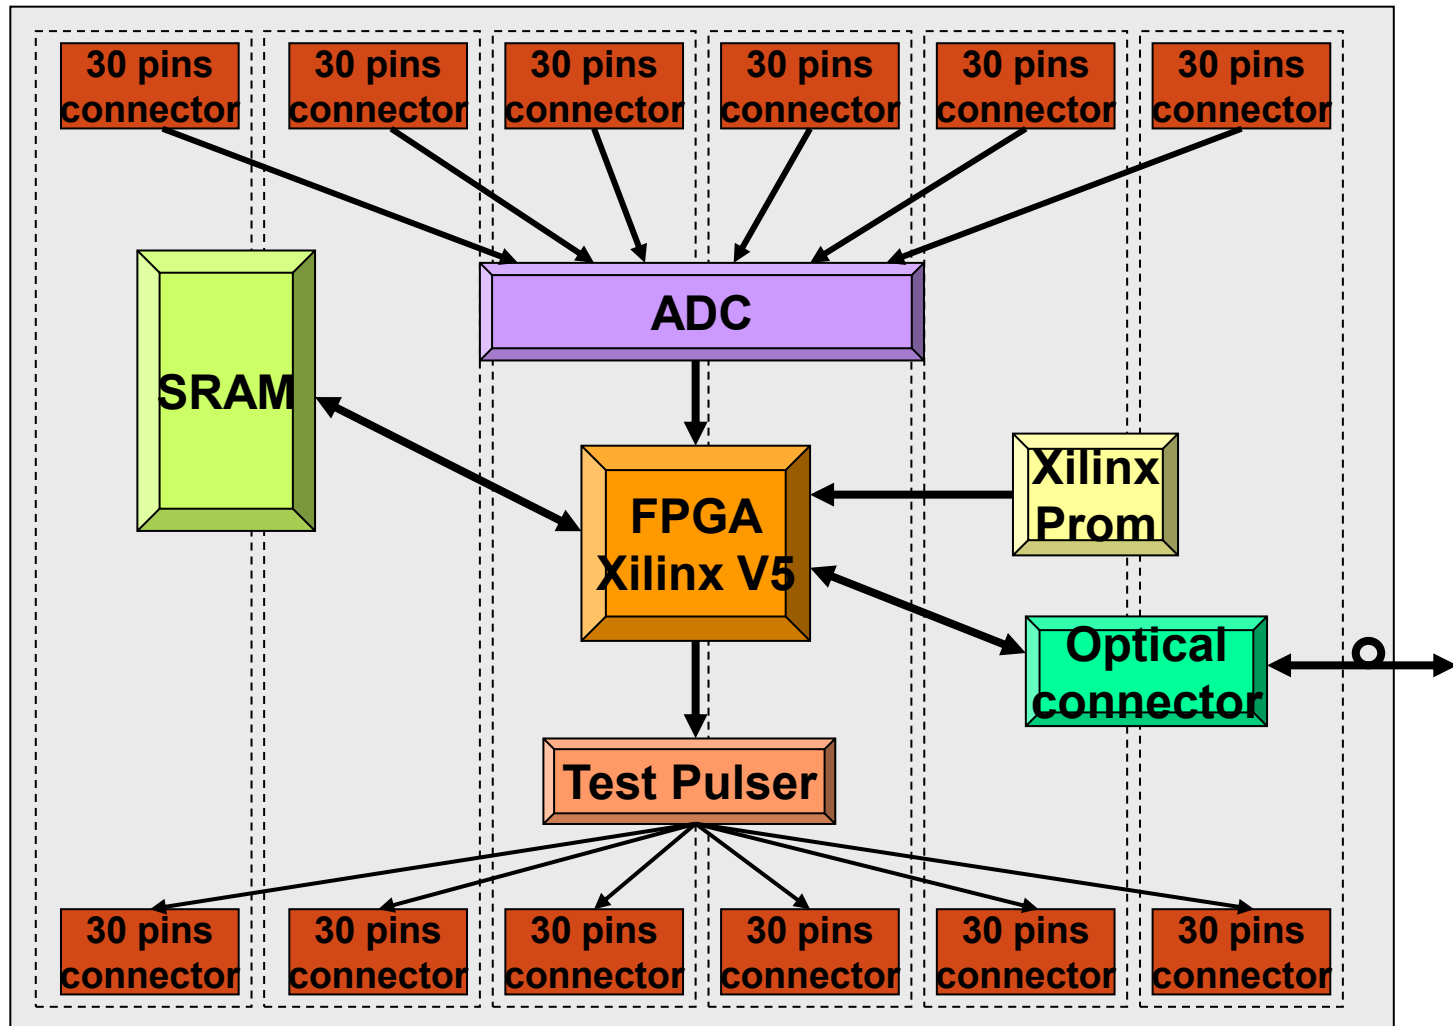 30 pins
connector
30 pins
connector
30 pins
connector
30 pins
connector
30 pins
connector
30 pins
connector
ADC
SRAM
Xilinx
Prom
FPGA
Xilinx V5
Optical
connector
Test Pulser
30 pins
connector
30 pins
connector
30 pins
connector
30 pins
connector
30 pins
connector
30 pins
connector